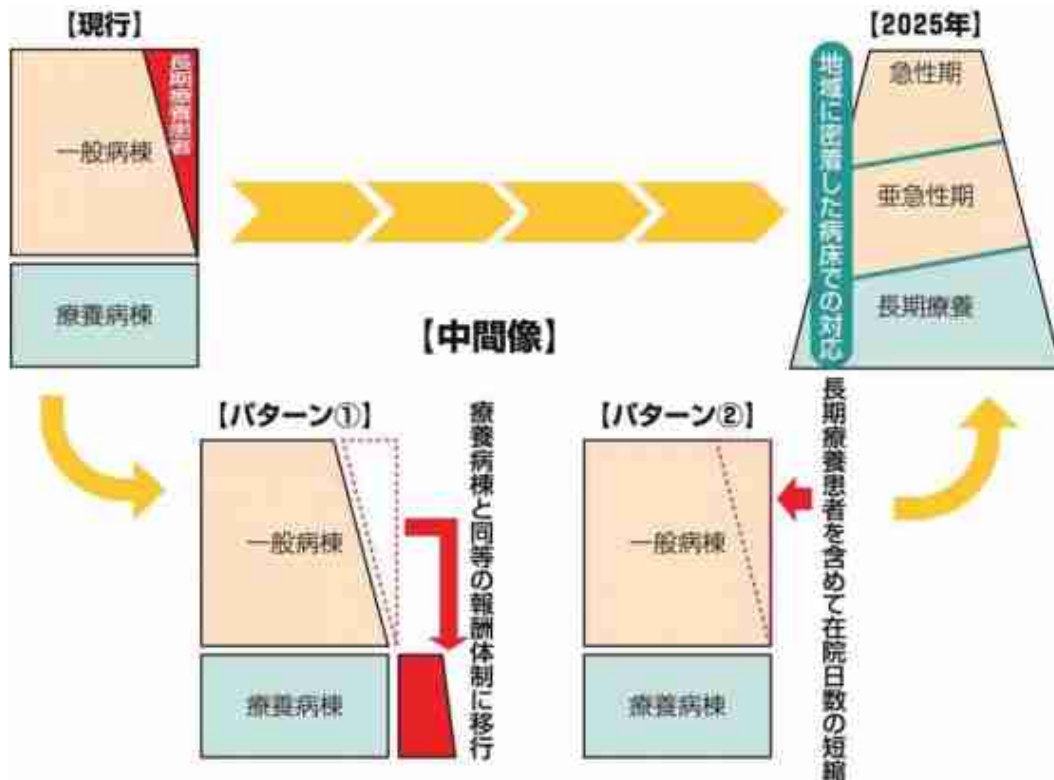 【現行】
長期療養患者
一般病棟
療養病棟
【2025年】
地域に密着した病床での対応
急性期
亜急性期
長期療養
【中間像】
【パターン①】
一般病棟
療養病棟
療養病棟と同等の報酬体制に移行
【パターン②】
一般病棟
療養病棟
長期療養患者を含めて在院日数の短縮